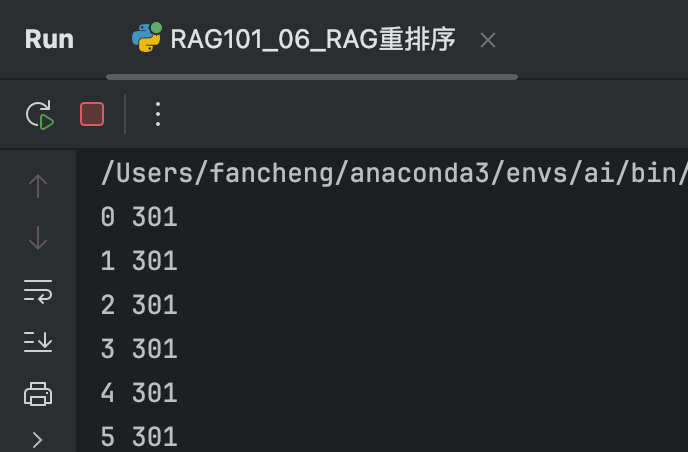 Run
RAG101_06_RAG重排序
/Users/fancheng/anaconda3/envs/ai/bin/
0 301
1 301
2 301
3 301
4 301
5 301